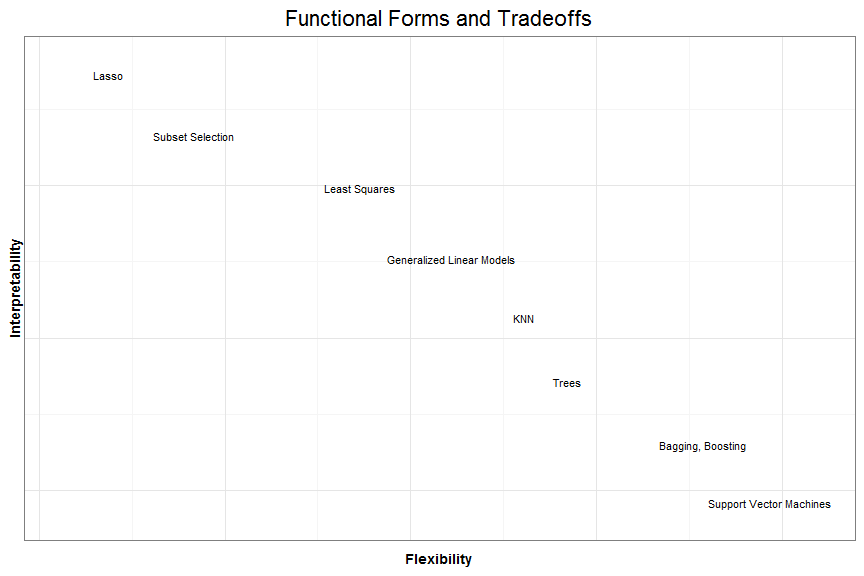 Functional Forms and Tradeoffs
Lasso
Subset Selection
Least Squares
Generalized Linear Models
KNN
Trees
Bagging, Boosting
Support Vector Machines
Interpretability
Flexibility